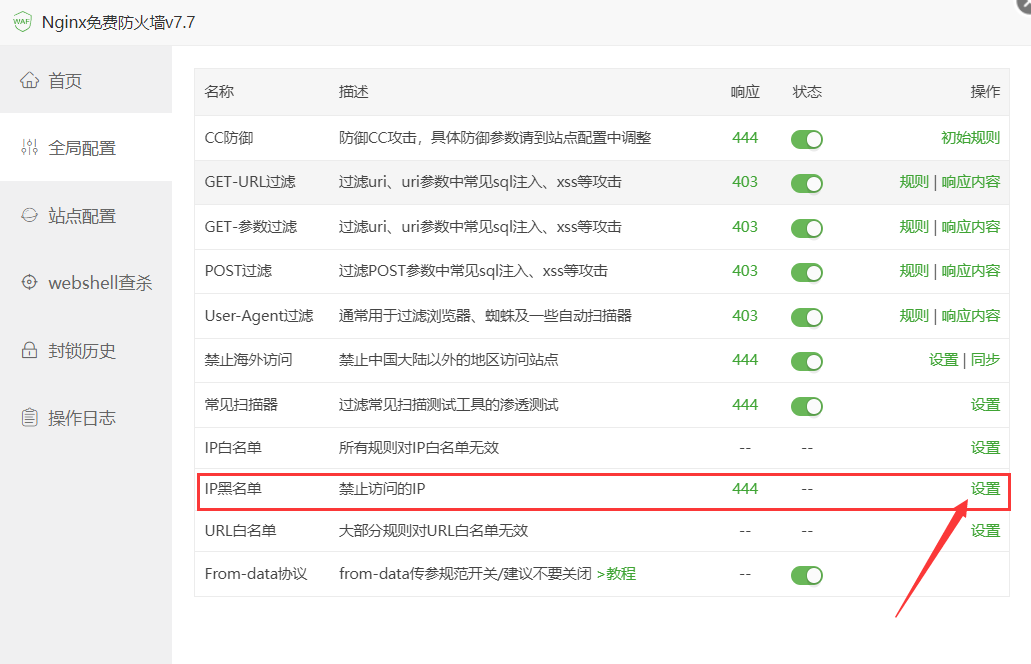 WAF Nginx免费防火墙v7.7
首页
全局配置
站点配置
webshell查杀
封锁历史
操作日志
名称 描述 响应 状态 操作
CC防御 防御CC攻击，具体防御参数请到站点配置中调整 444 初始规则
GET-URL过滤 过滤uri、uri参数中常见sql注入、xss等攻击 403 规则 | 响应内容
GET-参数过滤 过滤uri、uri参数中常见sql注入、xss等攻击 403 规则 | 响应内容
POST过滤 过滤POST参数中常见sql注入、xss等攻击 403 规则 | 响应内容
User-Agent过滤 通常用于过滤浏览器、蜘蛛及一些自动扫描器 403 规则 | 响应内容
禁止海外访问 禁止中国大陆以外的地区访问站点 444 设置 | 同步
常见扫描器 过滤常见扫描测试工具的渗透测试 444 设置
IP白名单 所有规则对IP白名单无效 -- -- 设置
IP黑名单 禁止访问的IP 444 -- 设置
URL白名单 大部分规则对URL白名单无效 -- -- 设置
From-data协议 from-data传参规范开关/建议不要关闭 >教程 --